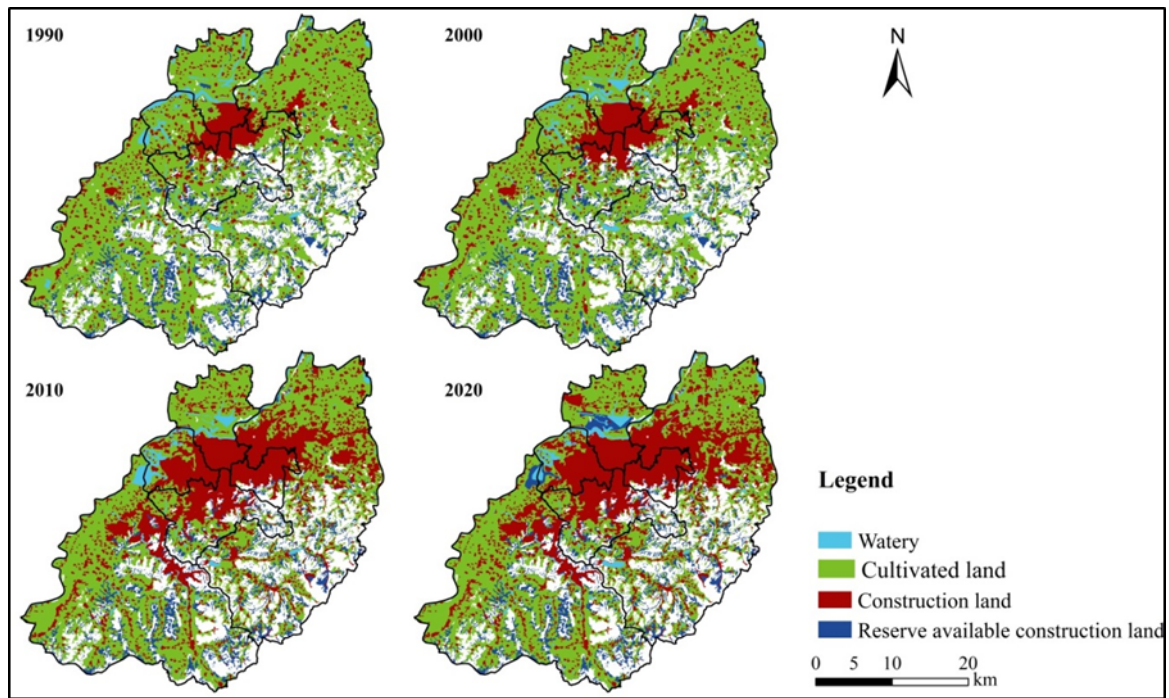 1990
2000
N
2010
2020
Legend
Watery
Cultivated land
Construction land
Reserve available construction land
0 5 10 20
km